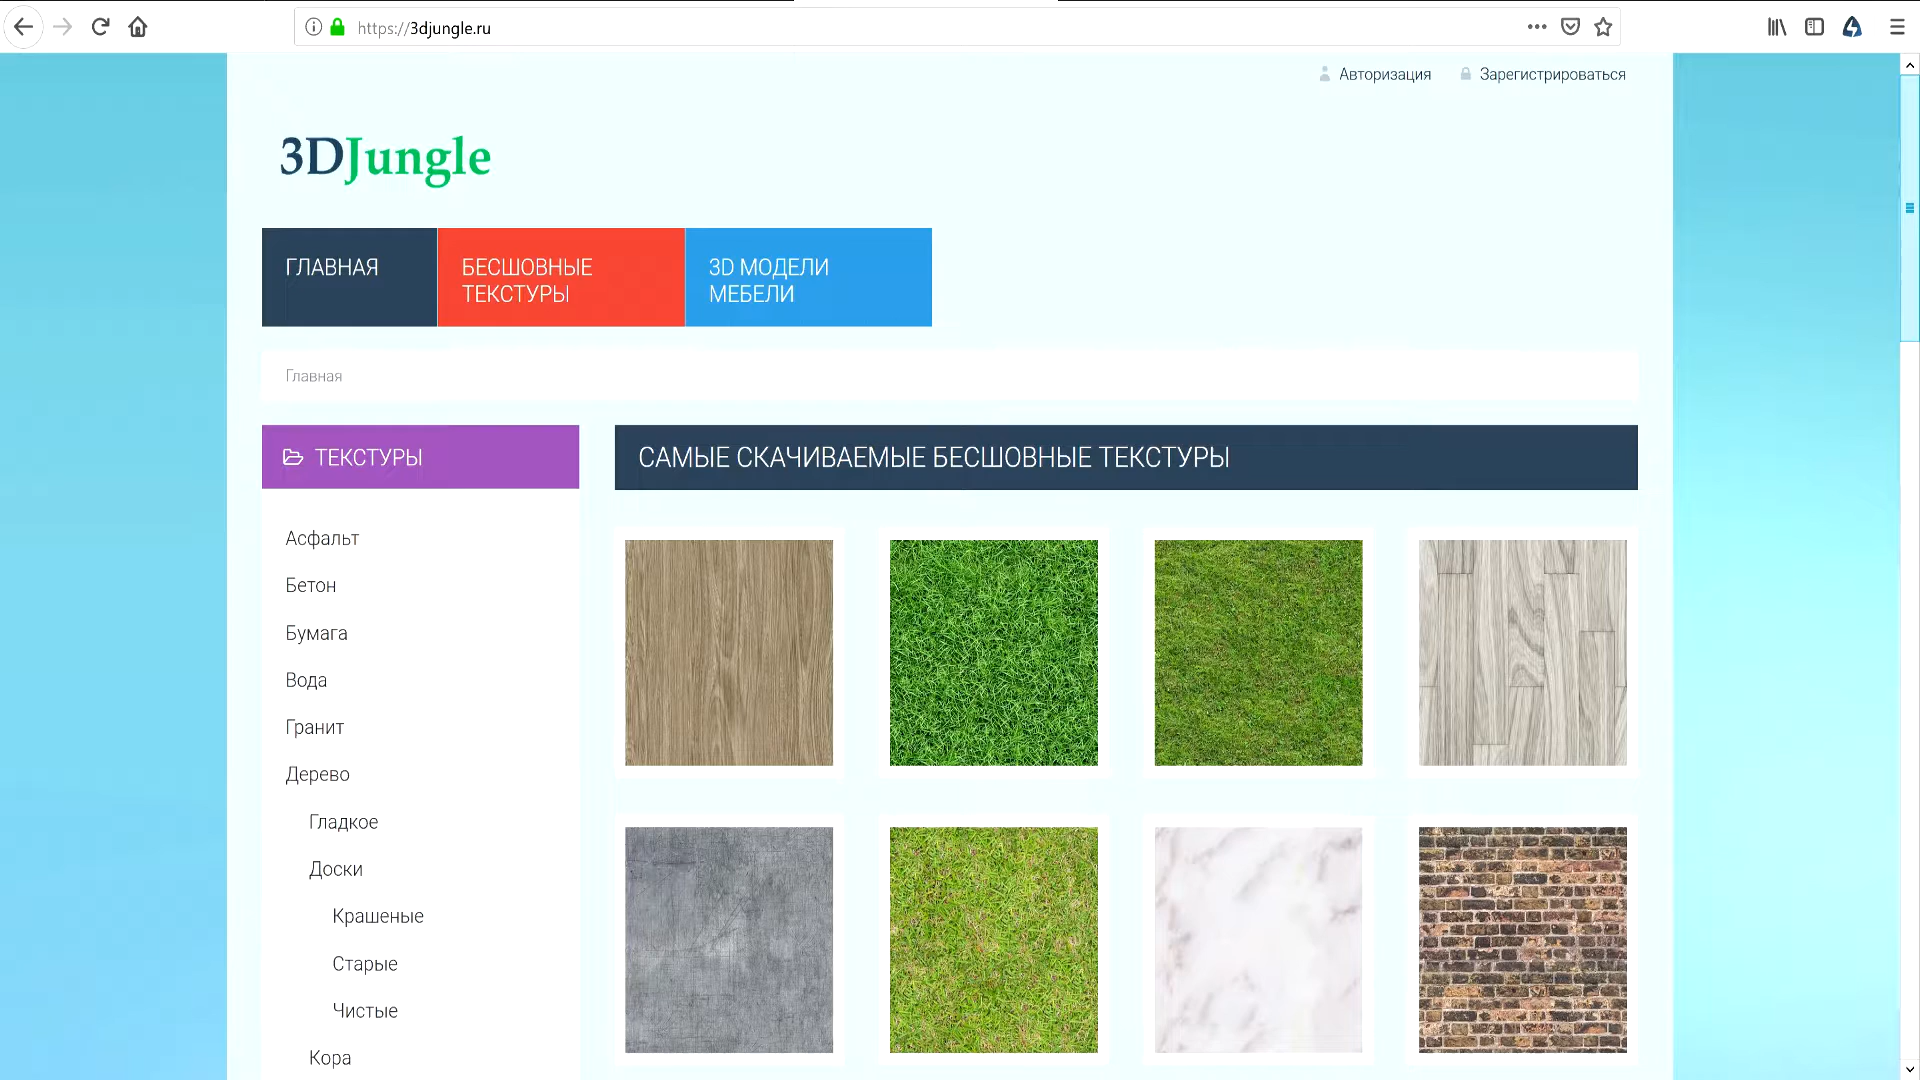 https://3djungle.ru
Авторизация
Зарегистрироваться
3DJungle
ГЛАВНАЯ
БЕСШОВНЫЕ
ТЕКСТУРЫ
3D МОДЕЛИ
МЕБЕЛИ
Главная
ТЕКСТУРЫ
САМЫЕ СКАЧИВАЕМЫЕ БЕСШОВНЫЕ ТЕКСТУРЫ
Асфальт
Бетон
Бумага
Вода
Гранит
Дерево
Гладкое
Доски
Крашеные
Старые
Чистые
Кора